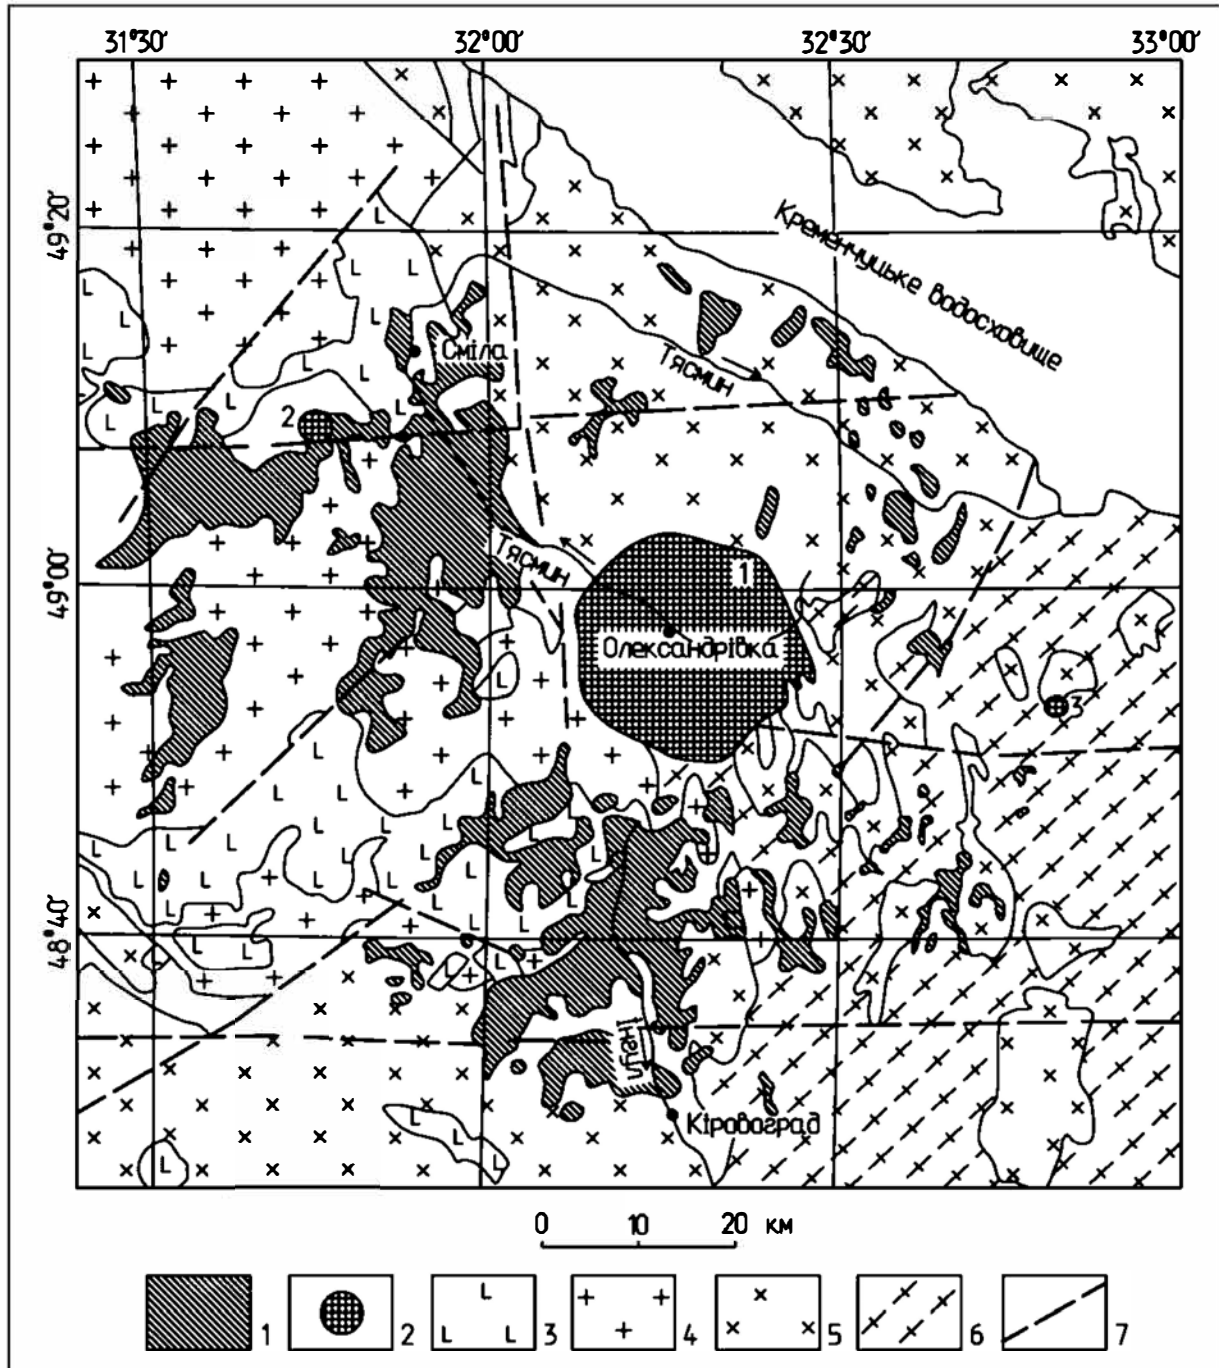 31°30′ 32°00′ 32°30′ 33°00′
49°20′
Кременчуцьке водосховище
Сміла
Тясмин
2
49°00′
Тясмин
1
Олександрівка
3
48°40′
Інгул
Кіровоград
0 10 20 км
1 2 3 4 5 6 7